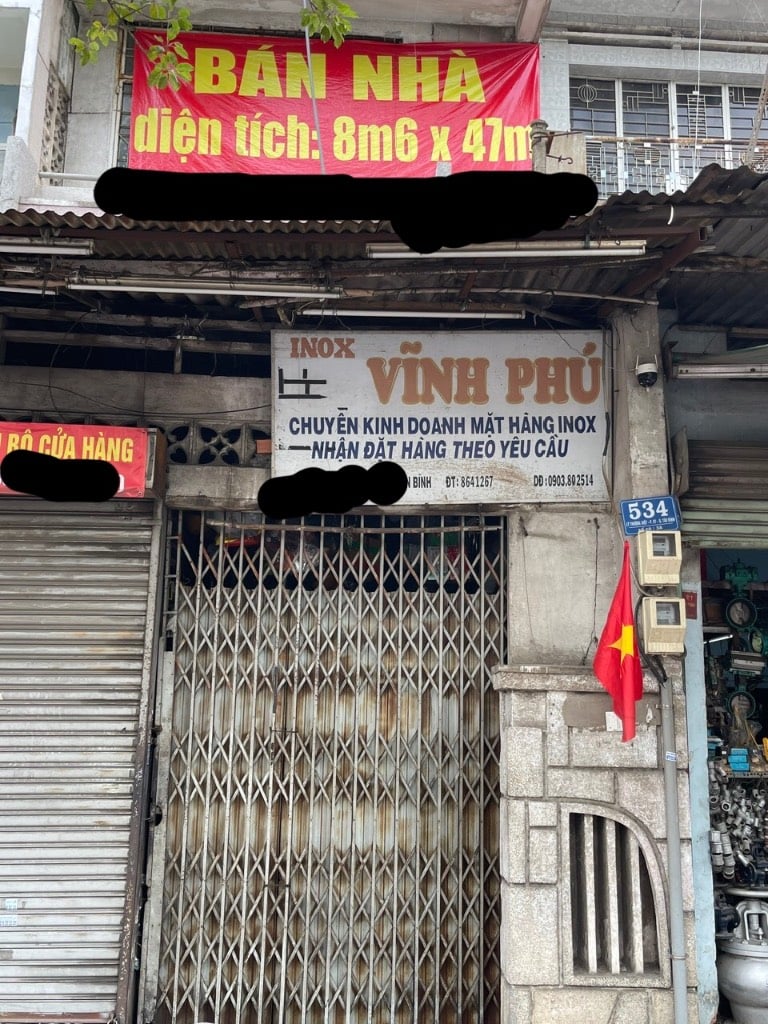 BÁN NHÀ
diện tích: 8m6 x 47m
INOX
VĨNH PHÚ
CHUYÊN KINH DOANH MẶT HÀNG INOX
NHẬN ĐẶT HÀNG THEO YÊU CẦU
BÌNH ĐT: 8641267 DĐ: 0903.802514
BỘ CỬA HÀNG
534